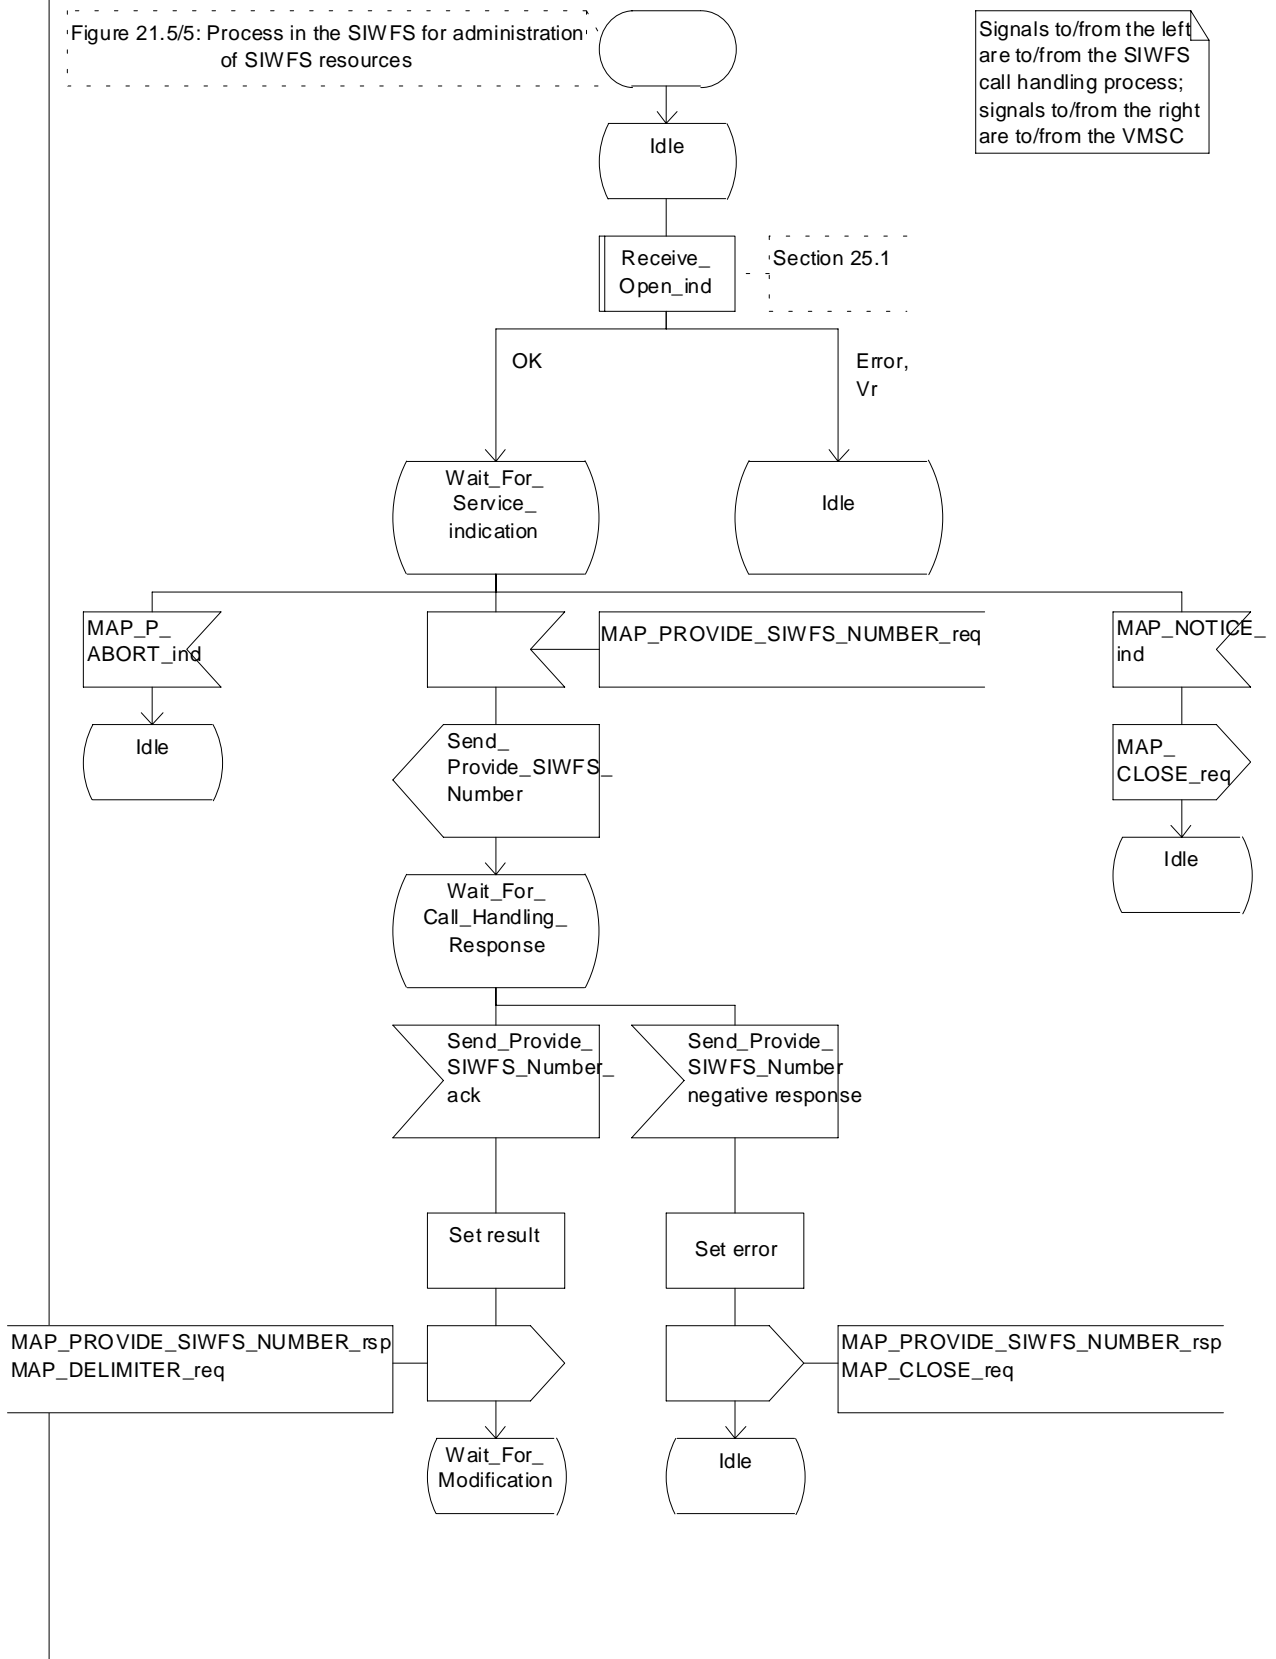 Figure 21.5/5: Process in the SIWFS for administration
of SIWFS resources
Signals to/from the left
are to/from the SIWFS
call handling process;
signals to/from the right
are to/from the VMSC
Idle
Receive_
Open_ind
Section 25.1
OK
Error,
Vr
Wait_For_
Service_
indication
Idle
MAP_P_
ABORT_ind
MAP_PROVIDE_SIWFS_NUMBER_req
MAP_NOTICE_
ind
Idle
Send_
Provide_SIWFS_
Number
MAP_
CLOSE_req
Idle
Wait_For_
Call_Handling_
Response
Send_Provide_
SIWFS_Number_
ack
Send_Provide_
SIWFS_Number
negative response
Set result
Set error
MAP_PROVIDE_SIWFS_NUMBER_rsp
MAP_DELIMITER_req
MAP_PROVIDE_SIWFS_NUMBER_rsp
MAP_CLOSE_req
Wait_For_
Modification
Idle